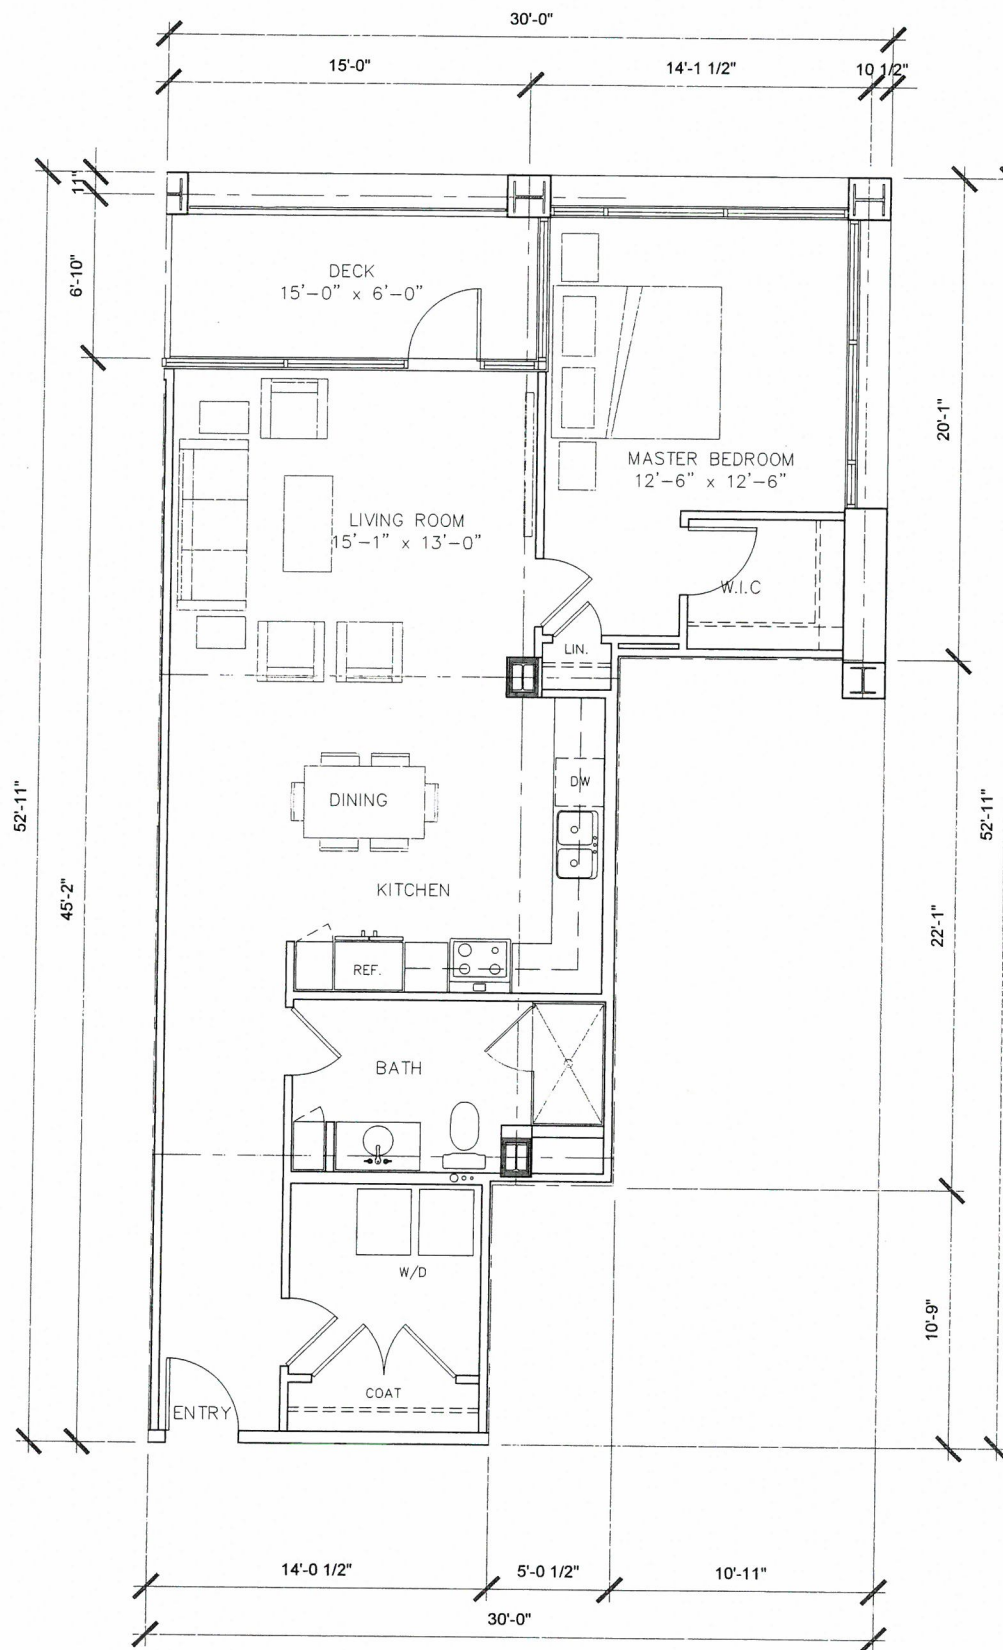 30'-0"
15'-0"
14'-1 1/2"
10 1/2"
11"
6'-10"
DECK
15'-0" x 6'-0"
20'-1"
MASTER BEDROOM
12'-6" x 12'-6"
LIVING ROOM
15'-1" x 13'-0"
W.I.C
LIN.
52'-11"
DW
DINING
52'-11"
45'-2"
KITCHEN
22'-1"
REF.
BATH
W/D
10'-9"
COAT
ENTRY
14'-0 1/2"
5'-0 1/2"
10'-11"
30'-0"